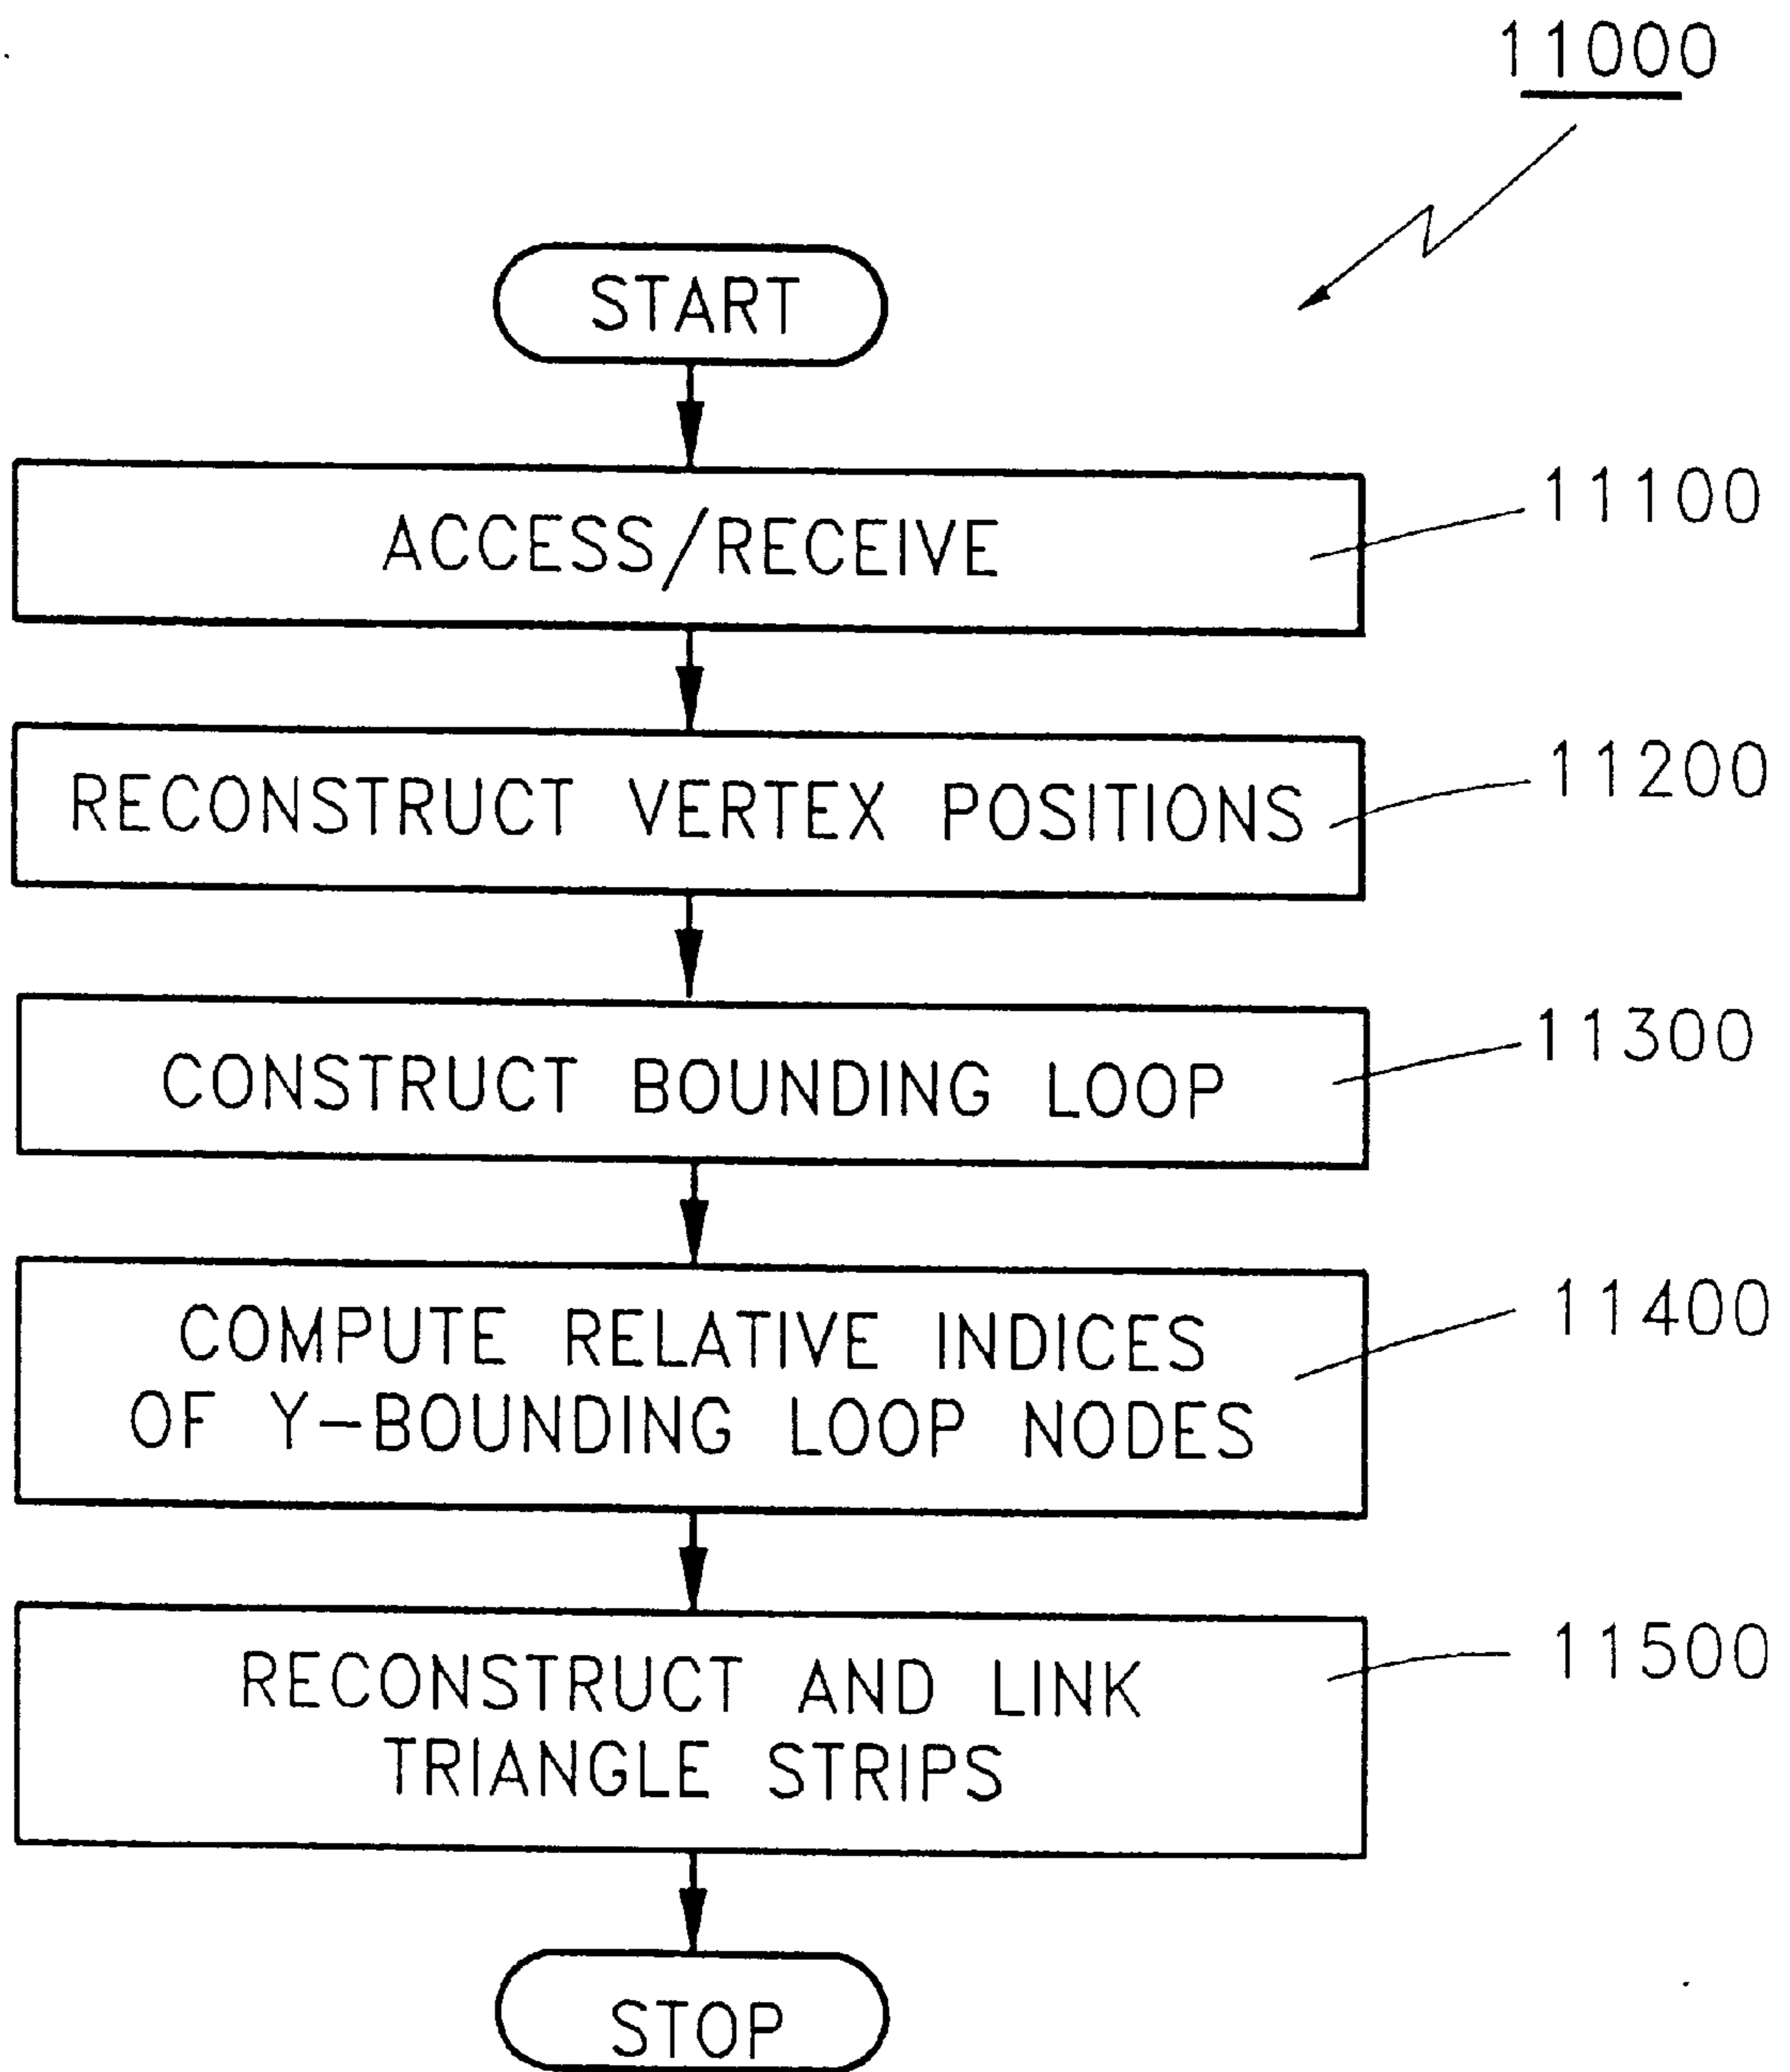 11000
START
ACCESS/RECEIVE
11100
RECONSTRUCT VERTEX POSITIONS
11200
CONSTRUCT BOUNDING LOOP
11300
COMPUTE RELATIVE INDICES
OF Y-BOUNDING LOOP NODES
11400
RECONSTRUCT AND LINK
TRIANGLE STRIPS
11500
STOP